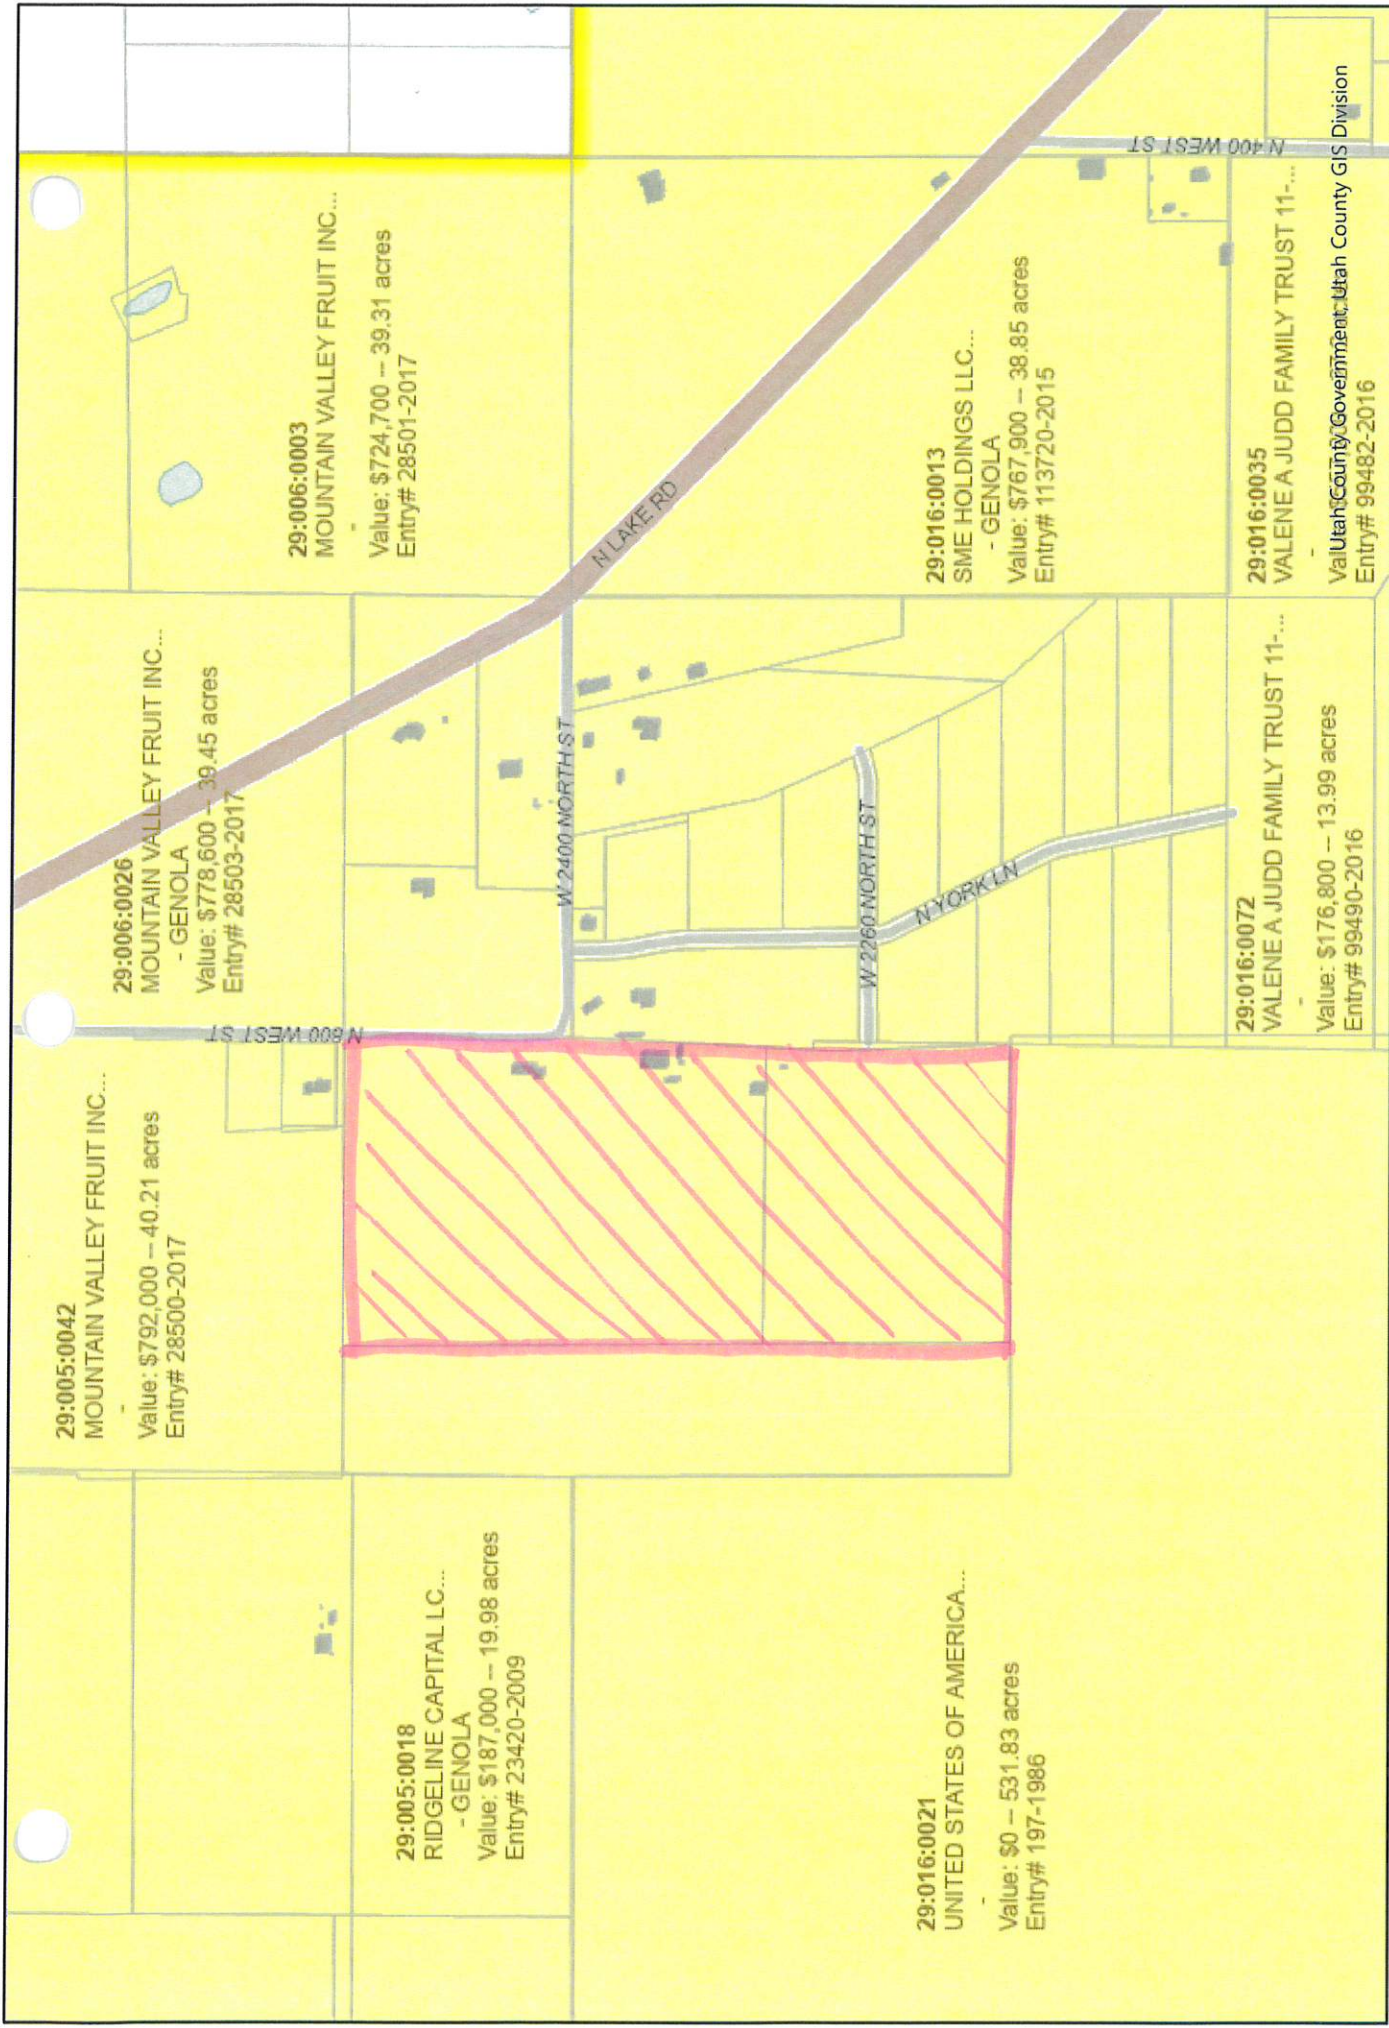 29:005:0042
MOUNTAIN VALLEY FRUIT INC...
-
Value: $792,000 -- 40.21 acres
Entry# 28500-2017
29:006:0026
MOUNTAIN VALLEY FRUIT INC...
- GENOLA
Value: $778,600 -- 39.45 acres
Entry# 28503-2017
29:006:0003
MOUNTAIN VALLEY FRUIT INC...
-
Value: $724,700 -- 39.31 acres
Entry# 28501-2017
N 800 WEST ST
29:005:0018
RIDGELINE CAPITAL LC...
- GENOLA
Value: $187,000 -- 19.98 acres
Entry# 23420-2009
W 2400 NORTH ST
N LAKE RD
W 2260 NORTH ST
N YORK LN
29:016:0021
UNITED STATES OF AMERICA...
-
Value: $0 -- 531.83 acres
Entry# 197-1986
29:016:0013
SME HOLDINGS LLC...
- GENOLA
Value: $767,900 -- 38.85 acres
Entry# 113720-2015
N 400 WEST ST
29:016:0072
VALENE A JUDD FAMILY TRUST 11-...
-
Value: $176,800 -- 13.99 acres
Entry# 99490-2016
29:016:0035
VALENE A JUDD FAMILY TRUST 11-...
-
Utah County Government, Utah County GIS Division
Entry# 99482-2016